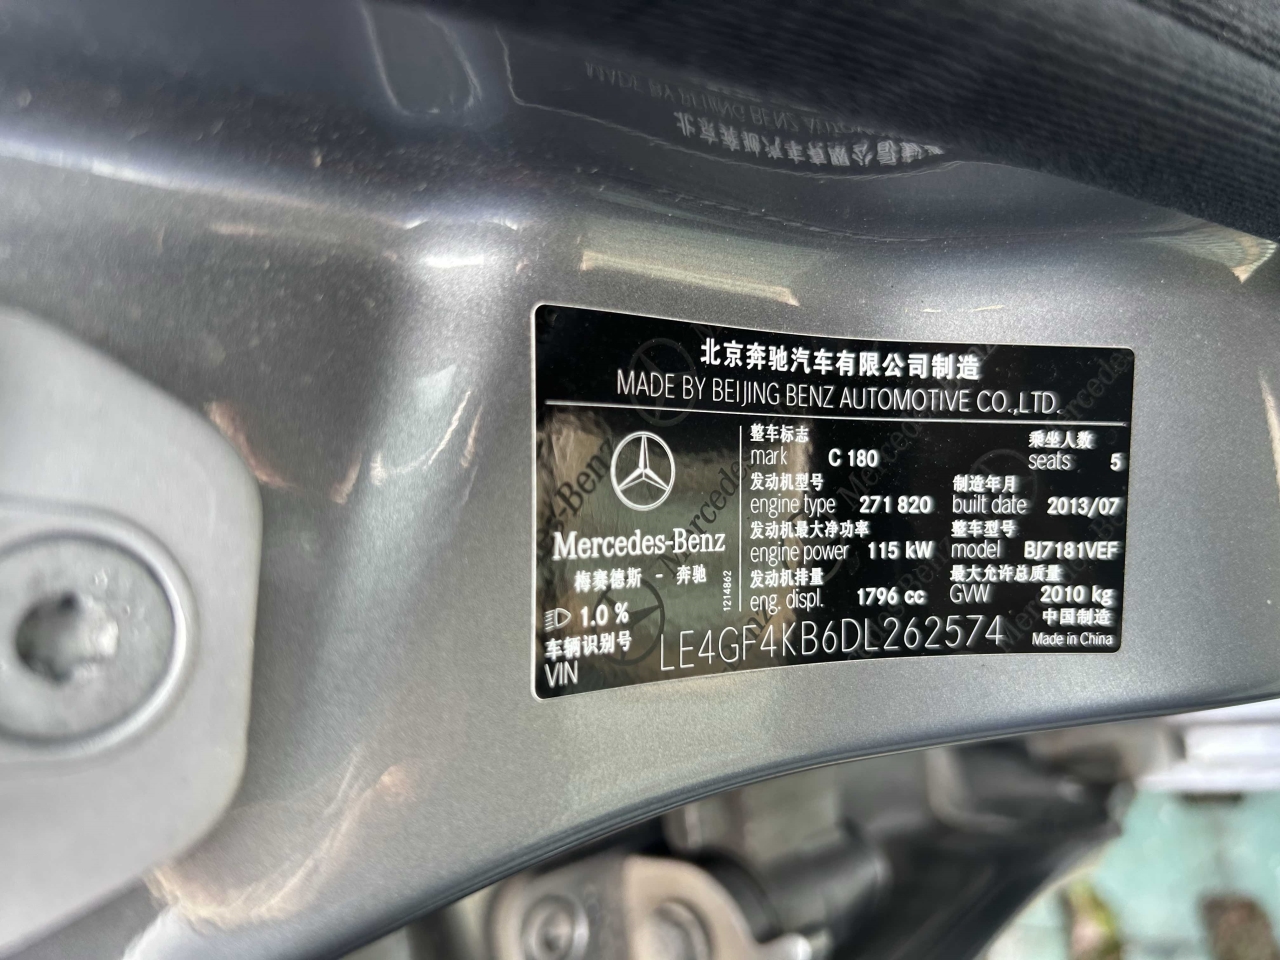 北京奔驰汽车有限公司制造
MADE BY BEIJING BENZ AUTOMOTIVE CO.,LTD.
整车标志 乘坐人数
mark C 180 seats 5
发动机型号 制造年月
engine type 271 820 built date 2013/07
发动机最大净功率 整车型号
engine power 115 kW model BJ7181VEF
发动机排量 最大允许总质量
eng. displ. 1796 cc GVW 2010 kg
中国制造
Made in China
Mercedes-Benz
梅赛德斯 - 奔驰
1214862
1.0 %
车辆识别号
VIN LE4GF4KB6DL262574